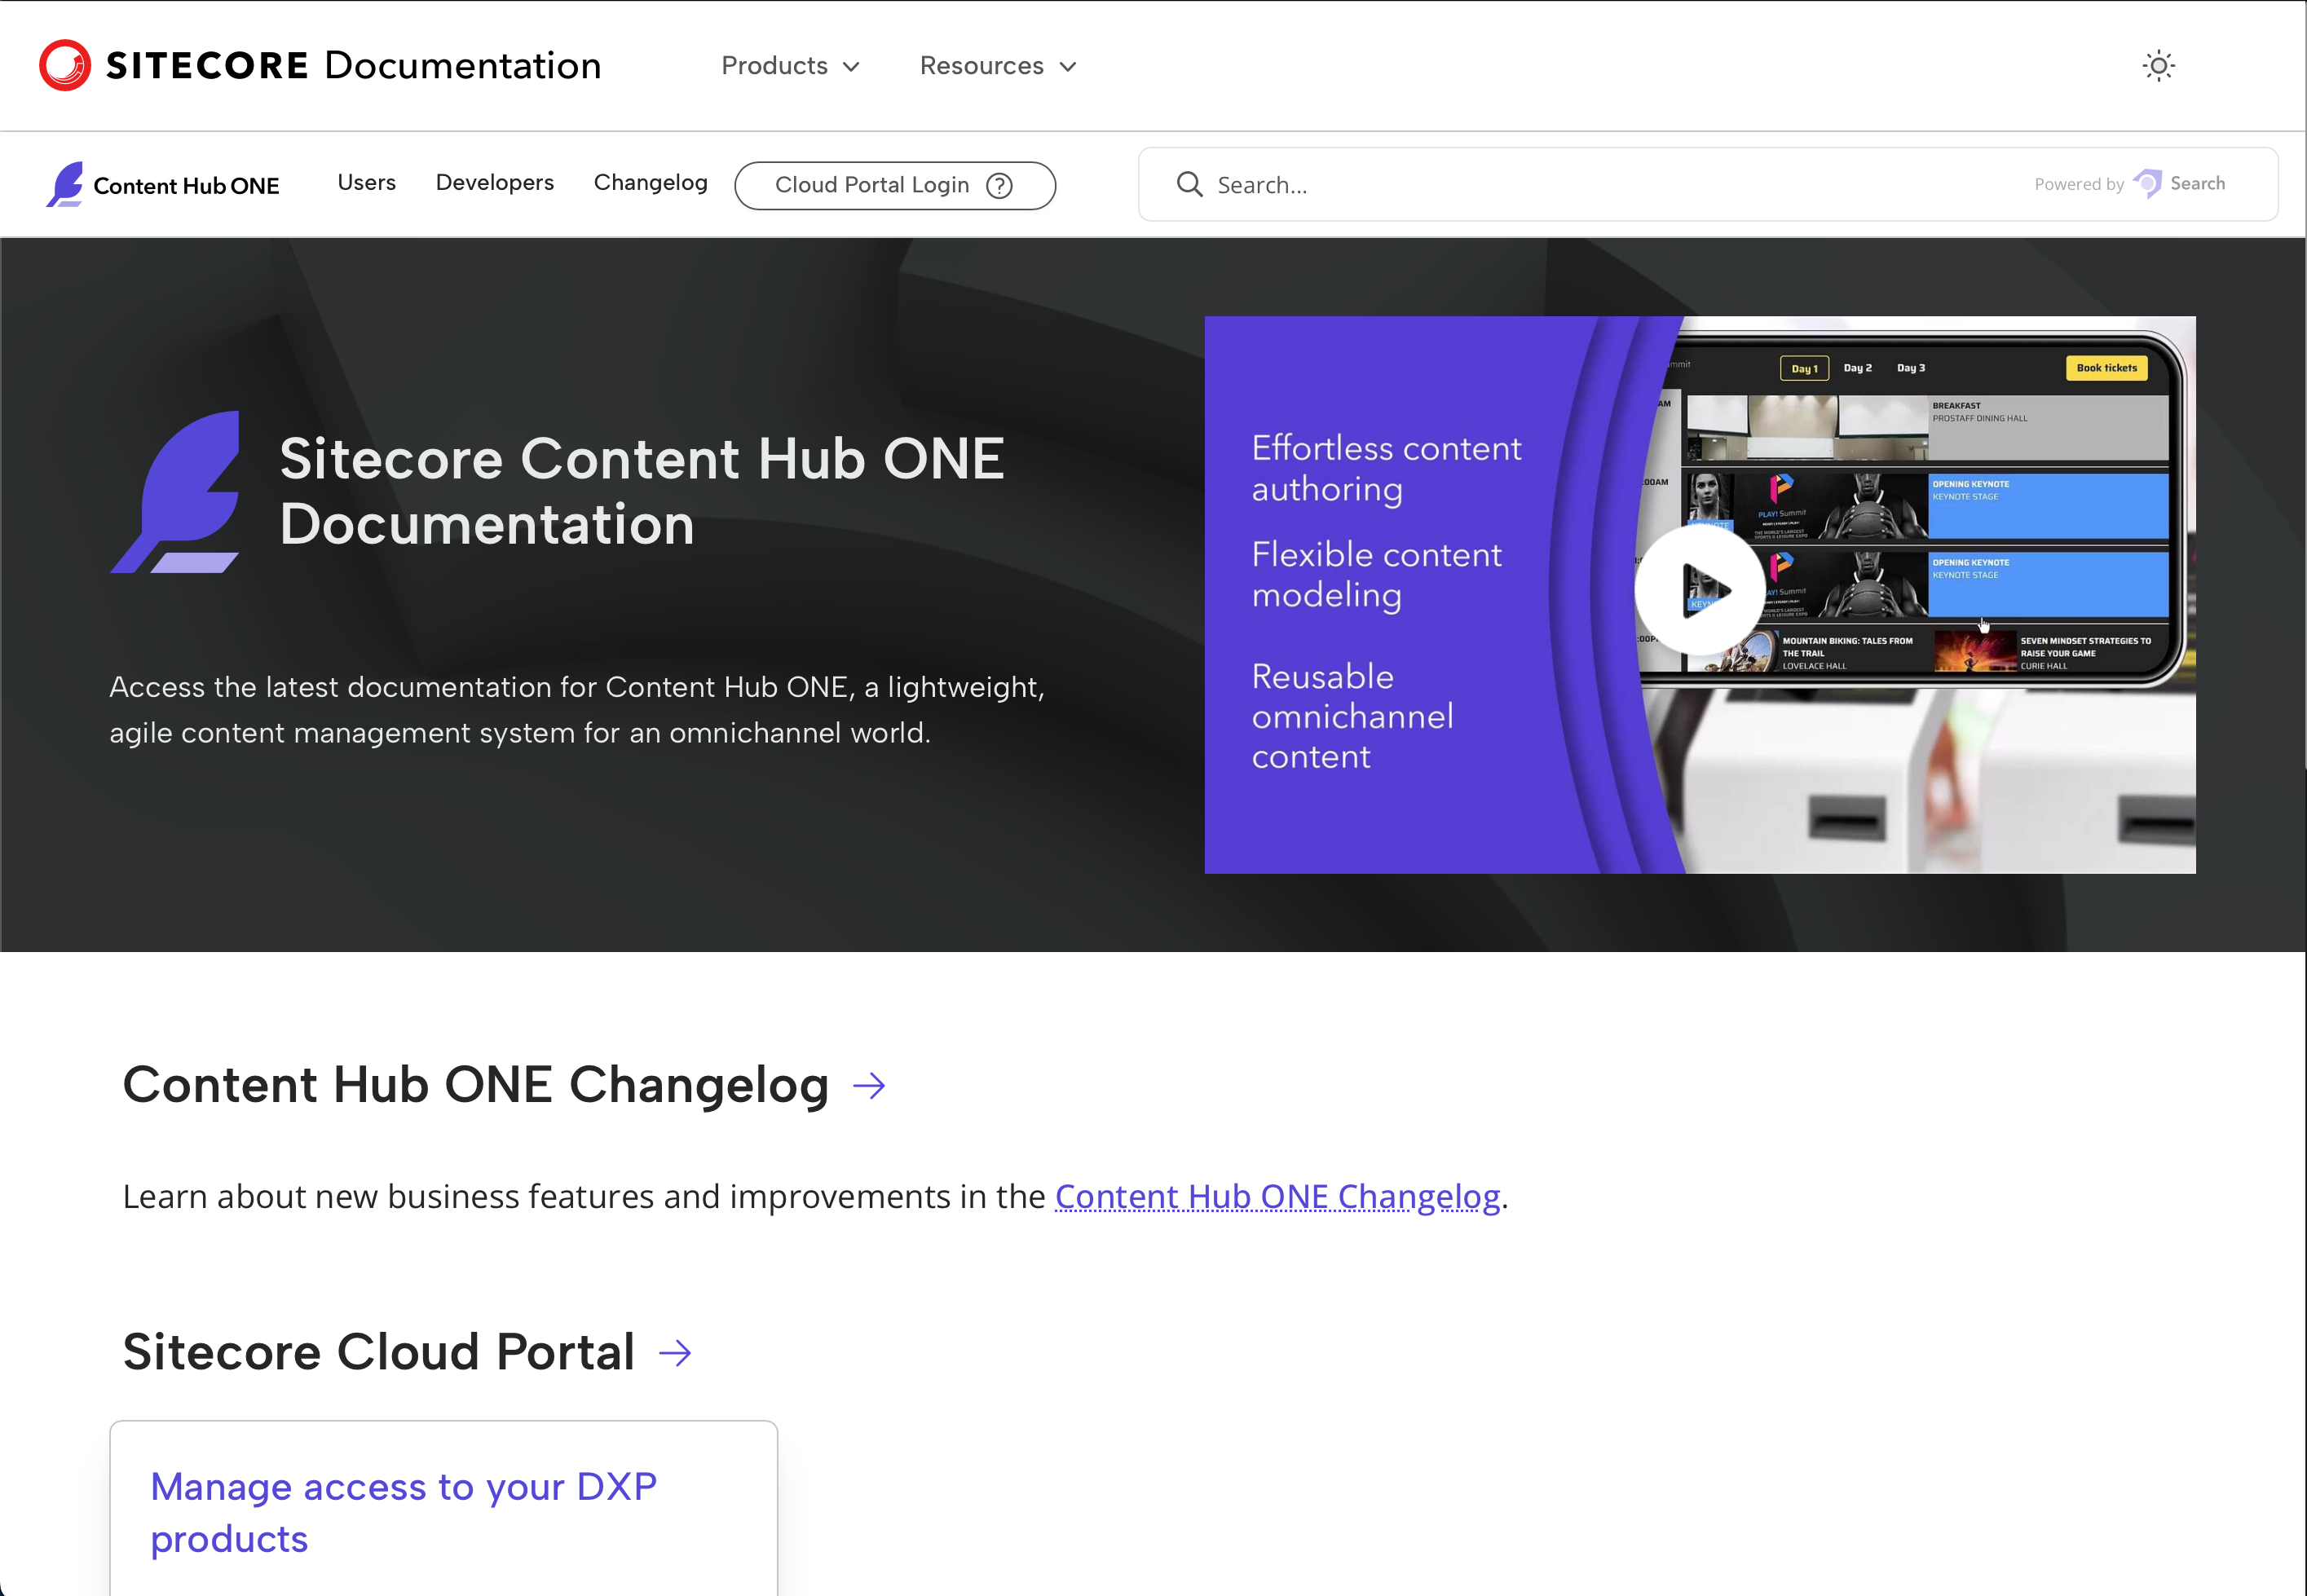 SITECORE Documentation
Products
Resources
Content Hub ONE
Users
Developers
Changelog
Cloud Portal Login ?
Search...
Powered by Search
Sitecore Content Hub ONE
Documentation
Access the latest documentation for Content Hub ONE, a lightweight,
agile content management system for an omnichannel world.
Effortless content
authoring
Flexible content
modeling
Reusable
omnichannel
content
Day 1
Day 2
Day 3
Book tickets
AM
BREAKFAST
PROSTAFF DINING HALL
:00AM
PLAY! Summit
OPENING KEYNOTE
KEYNOTE STAGE
OPENING KEYNOTE
KEYNOTE STAGE
MOUNTAIN BIKING: TALES FROM
THE TRAIL
LOVELACE HALL
SEVEN MINDSET STRATEGIES TO
RAISE YOUR GAME
CURIE HALL
Content Hub ONE Changelog →
Learn about new business features and improvements in the Content Hub ONE Changelog.
Sitecore Cloud Portal →
Manage access to your DXP
products